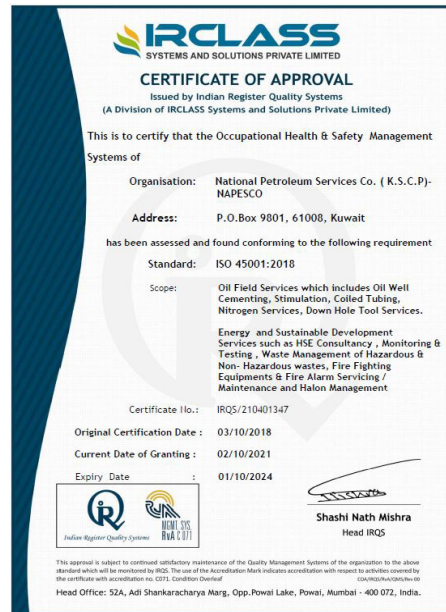 IRCLASS
SYSTEMS AND SOLUTIONS PRIVATE LIMITED
CERTIFICATE OF APPROVAL
Issued by Indian Register Quality Systems
(A Division of IRCLASS Systems and Solutions Private Limited)
This is to certify that the Occupational Health & Safety Management
Systems of
Organisation: National Petroleum Services Co. ( K.S.C.P)-
NAPESCO
Address: P.O.Box 9801, 61008, Kuwait
has been assessed and found conforming to the following requirement
Standard: ISO 45001:2018
Scope: Oil Field Services which includes Oil Well
Cementing, Stimulation, Coiled Tubing,
Nitrogen Services, Down Hole Tool Services.
Energy and Sustainable Development
Services such as HSE Consultancy , Monitoring &
Testing , Waste Management of Hazardous &
Non- Hazardous wastes, Fire Fighting
Equipments & Fire Alarm Servicing /
Maintenance and Halon Management
Certificate No.: IRQS/210401347
Original Certification Date : 03/10/2018
Current Date of Granting : 02/10/2021
Expiry Date : 01/10/2024
IRQ
Indian Register Quality Systems
RVA
MGMT. SYS.
RvA C 071
Shashi Nath Mishra
Head IRQS
This approval is subject to continued satisfactory maintenance of the Quality Management Systems of the organization to the above
standard which will be monitored by IRQS. The use of the Accreditation Mark indicates accreditation with respect to activities covered by
the certificate with accreditation no. C071. Condition Overleaf
COA/IRQS/RvA/QMS/Rev 00
Head Office: 52A, Adi Shankaracharya Marg, Opp.Powai Lake, Powai, Mumbai - 400 072, India.